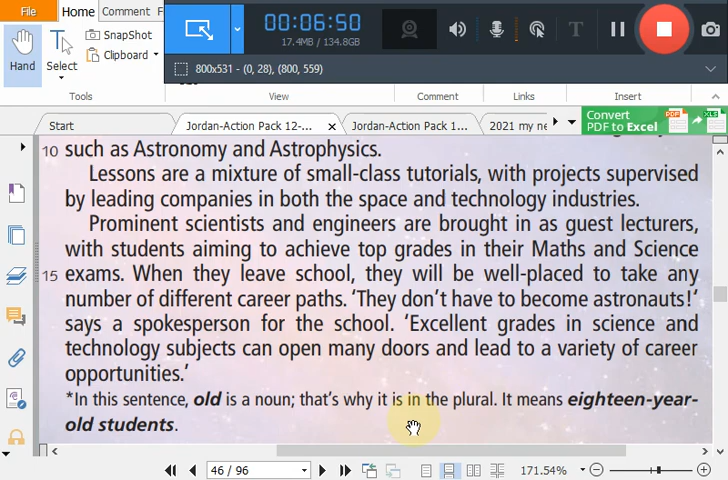 File
Home
Comment
F
00:06:50
17.4MB / 134.8GB
T
SnapShot
Clipboard
Hand
Select
800x531 - (0, 28), (800, 559)
Tools
View
Comment
Links
Insert
Start
Jordan-Action Pack 12-...
Jordan-Action Pack 1...
2021 my ne
Convert
PDF to Excel
PDF
XLS
10 such as Astronomy and Astrophysics.
Lessons are a mixture of small-class tutorials, with projects supervised
by leading companies in both the space and technology industries.
Prominent scientists and engineers are brought in as guest lecturers,
with students aiming to achieve top grades in their Maths and Science
15 exams. When they leave school, they will be well-placed to take any
number of different career paths. ‘They don’t have to become astronauts!’
says a spokesperson for the school. ‘Excellent grades in science and
technology subjects can open many doors and lead to a variety of career
opportunities.’
*In this sentence, old is a noun; that’s why it is in the plural. It means eighteen-year-
old students.
46 / 96
171.54%